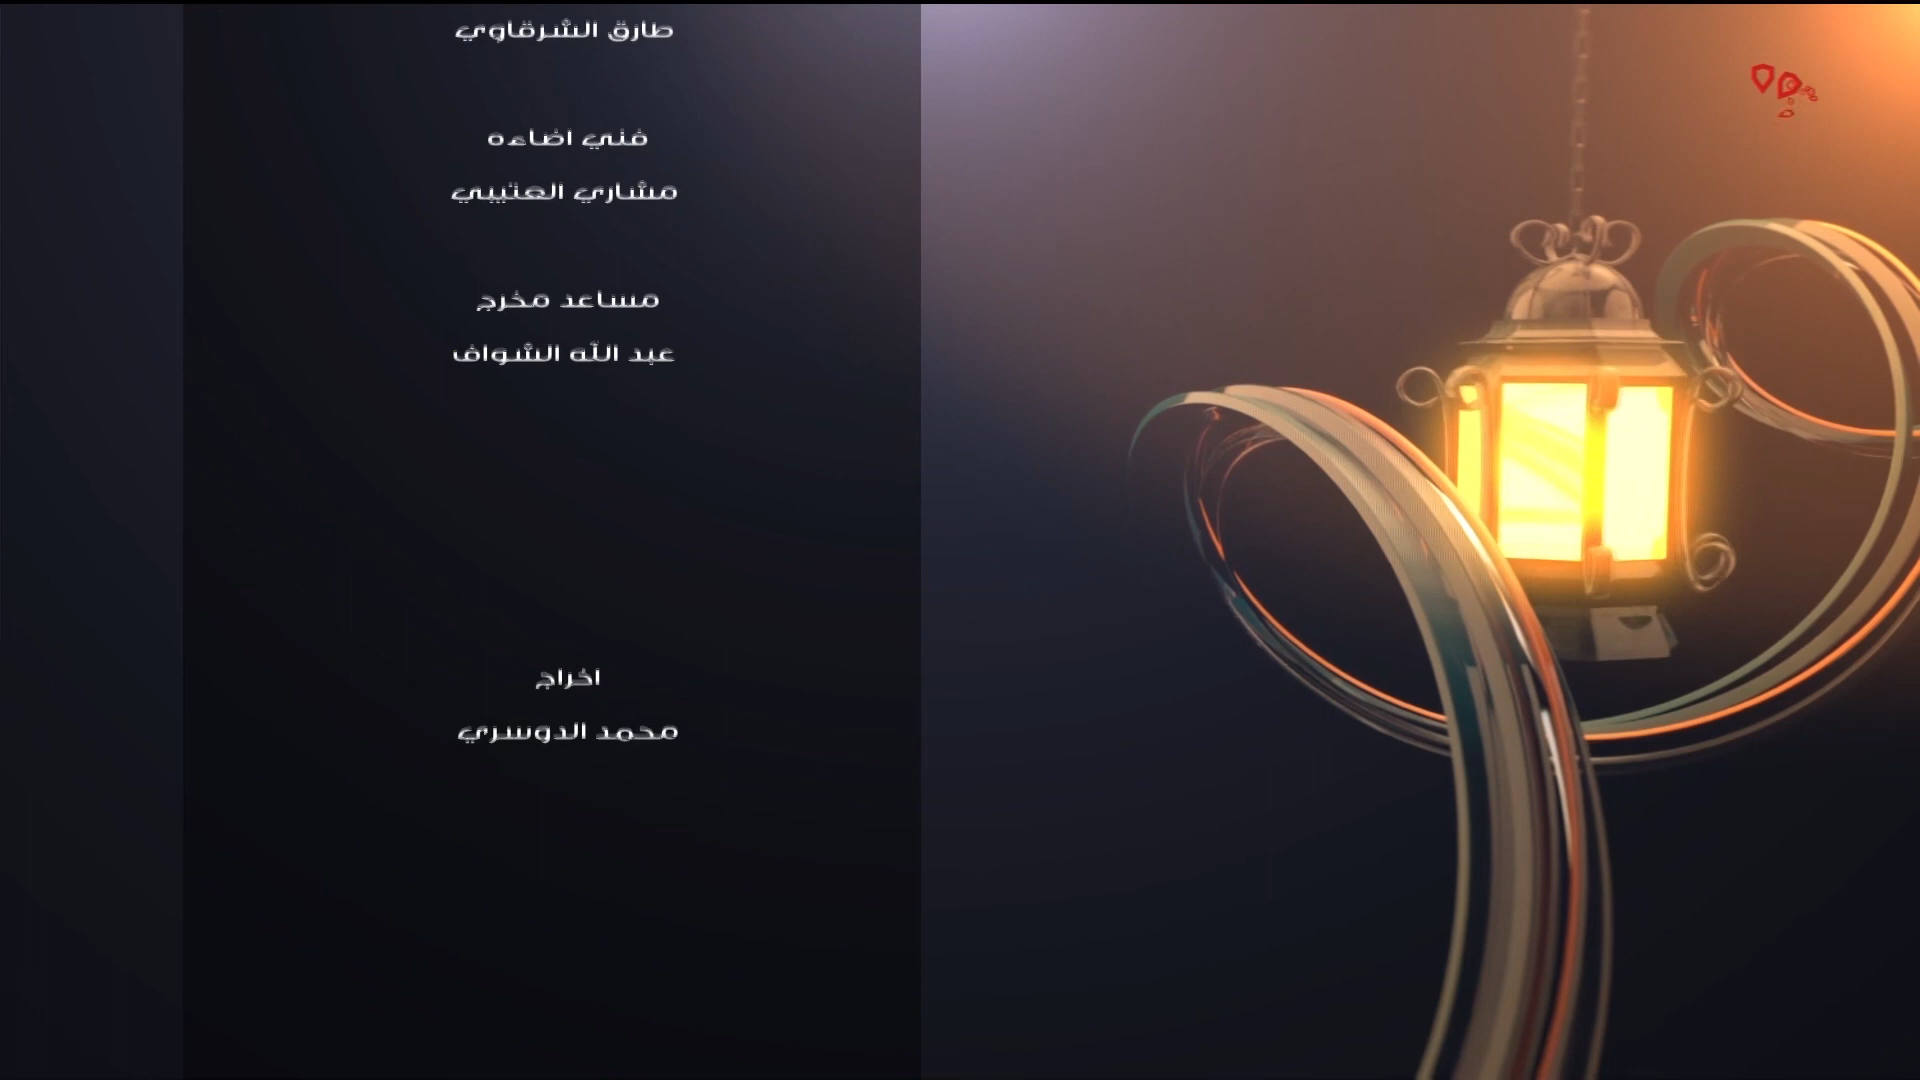 طارق الشرقاوي
فني اضاءه
مشاري العتيبي
مساعد مخرج
عبد الله الشواف
اخراج
محمد الدوسري